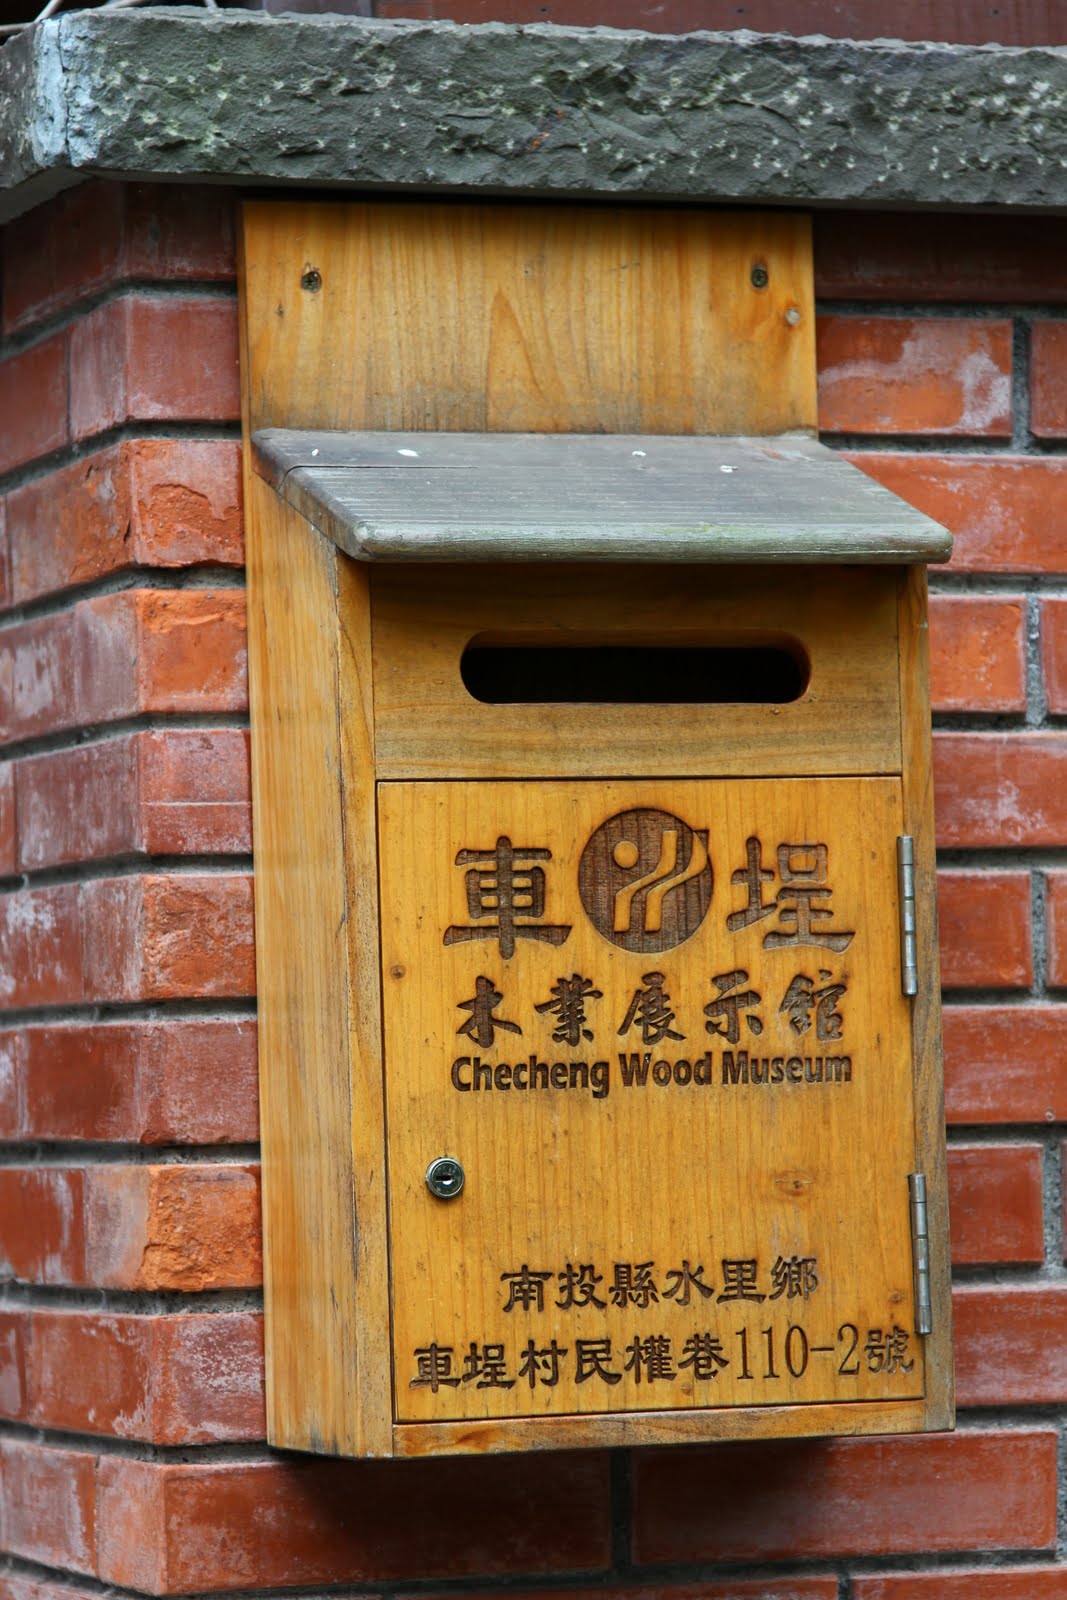 車埕
木業展示館
Checheng Wood Museum
南投縣水里鄉
車埕村民權巷110-2號